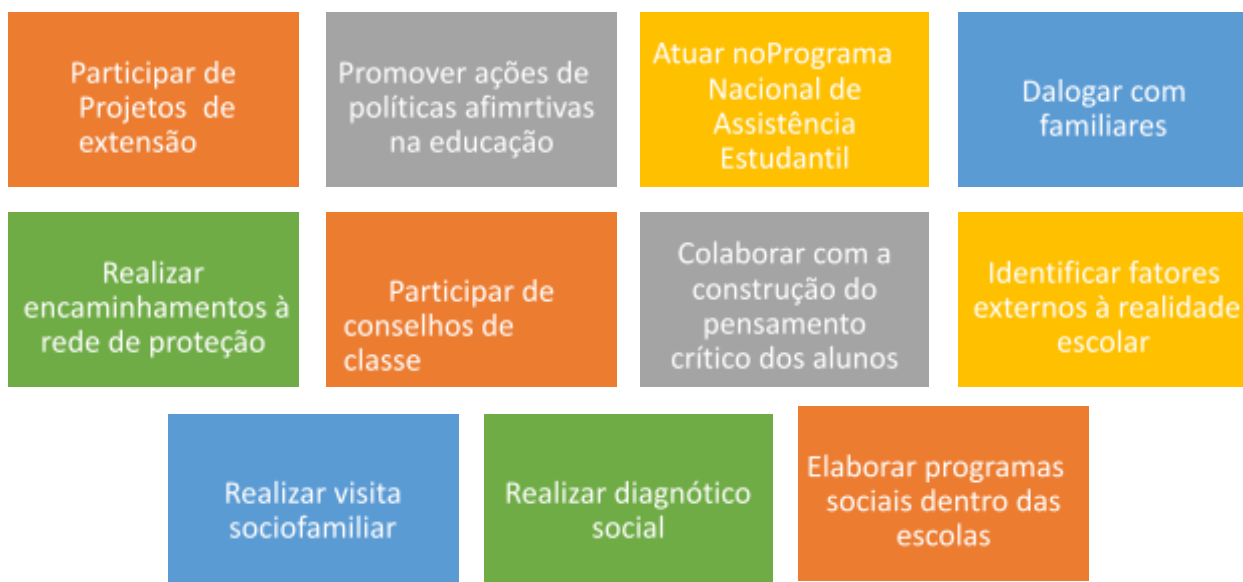 Participar de
Projetos de
extensão
Promover ações de
políticas afimrtivas
na educação
Atuar noPrograma
Nacional de
Assistência
Estudantil
Dalogar com
familiares
Realizar
encaminhamentos à
rede de proteção
Participar de
conselhos de
classe
Colaborar com a
construção do
pensamento
crítico dos alunos
Identificar fatores
externos à realidade
escolar
Realizar visita
sociofamiliar
Realizar diagnótico
social
Elaborar programas
sociais dentro das
escolas